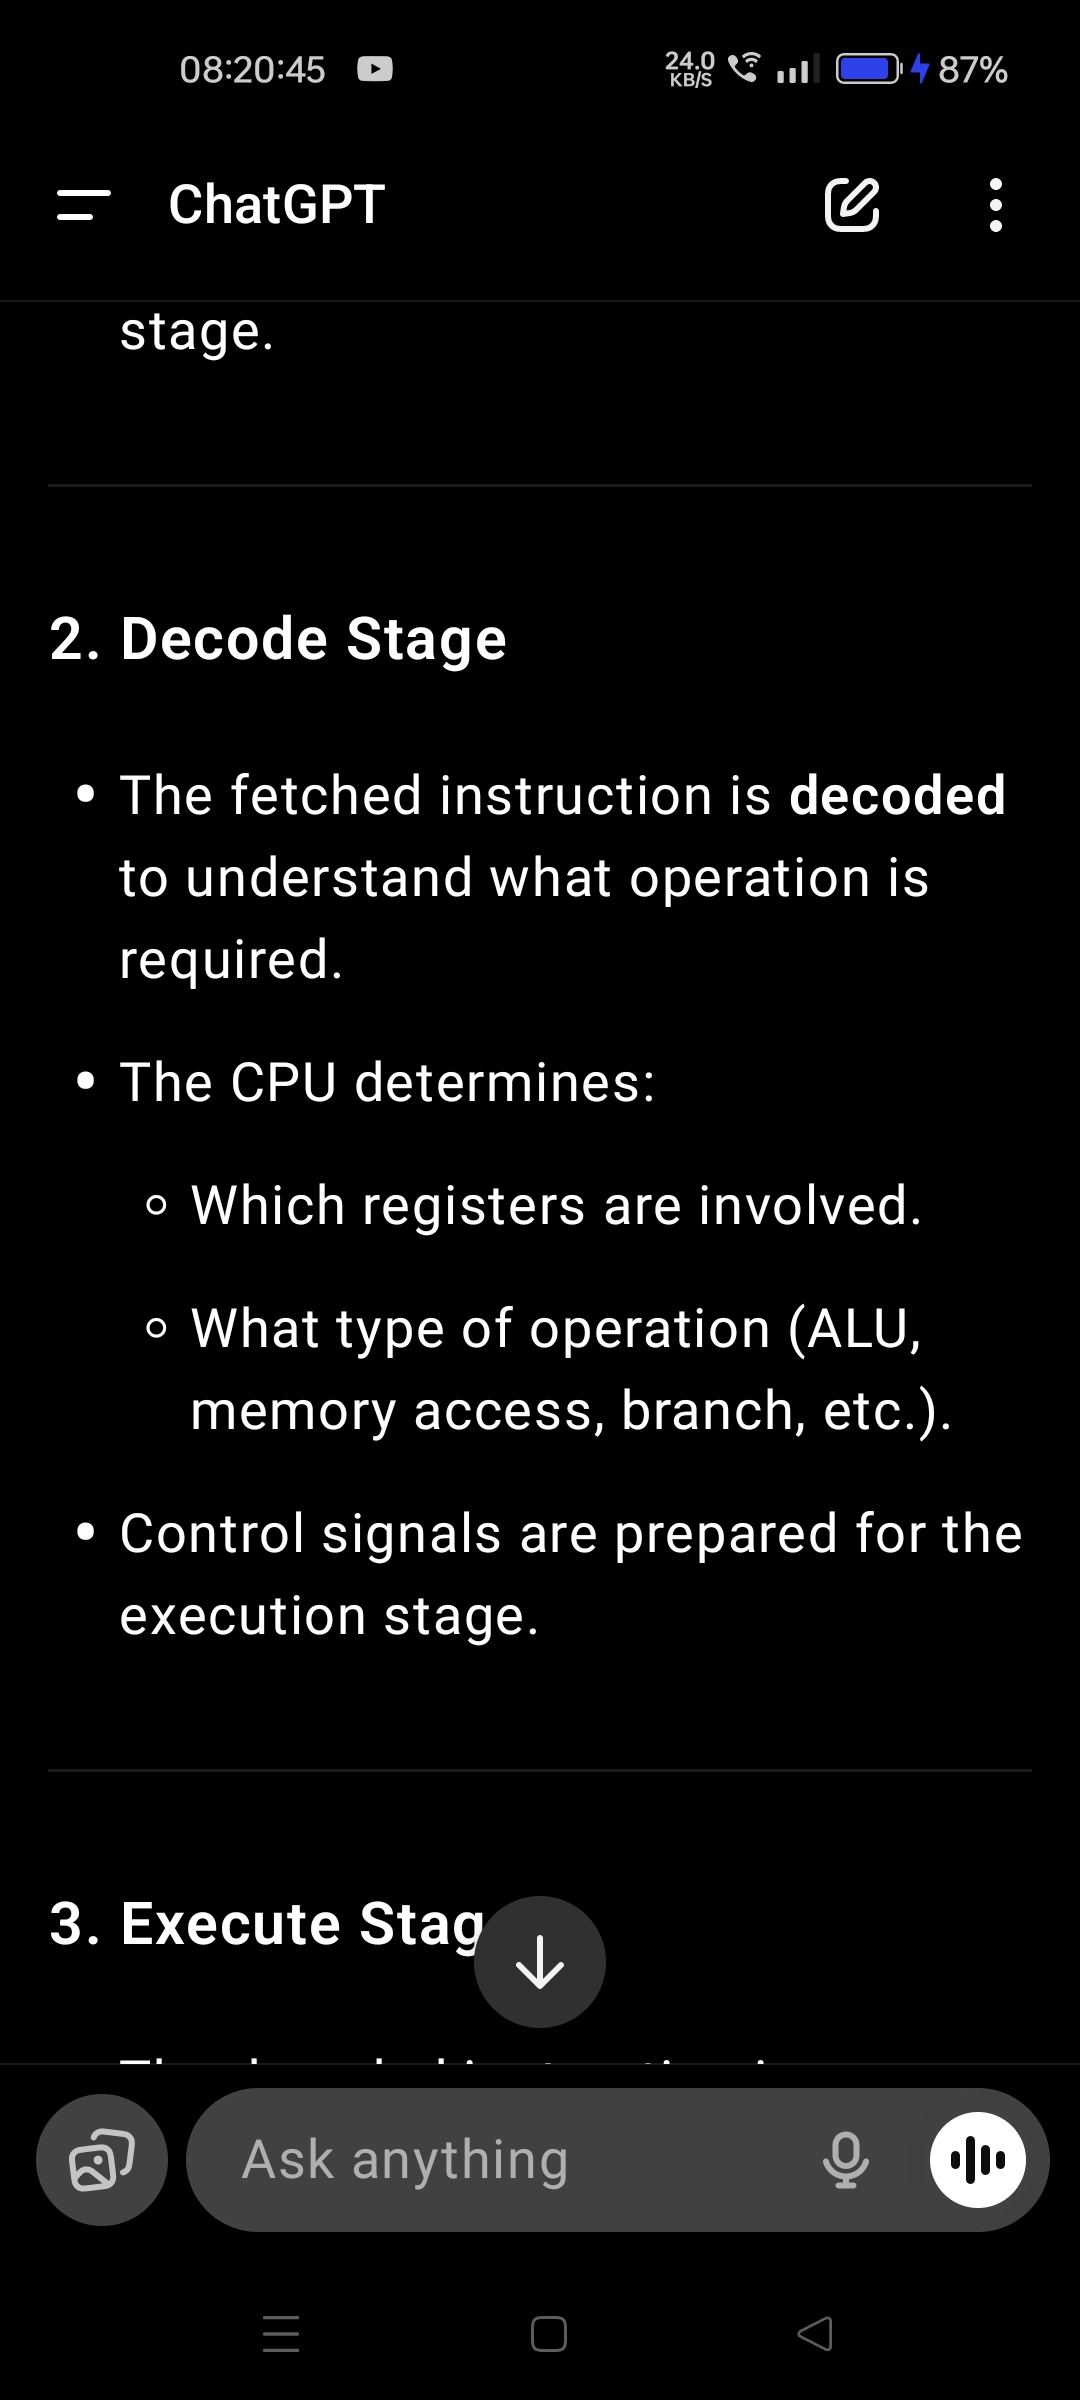 08:20:45 24.0 KB/S 87%
ChatGPT
stage.
2. Decode Stage
• The fetched instruction is decoded
to understand what operation is
required.
• The CPU determines:
◦ Which registers are involved.
◦ What type of operation (ALU,
memory access, branch, etc.).
• Control signals are prepared for the
execution stage.
3. Execute Stag
Ask anything